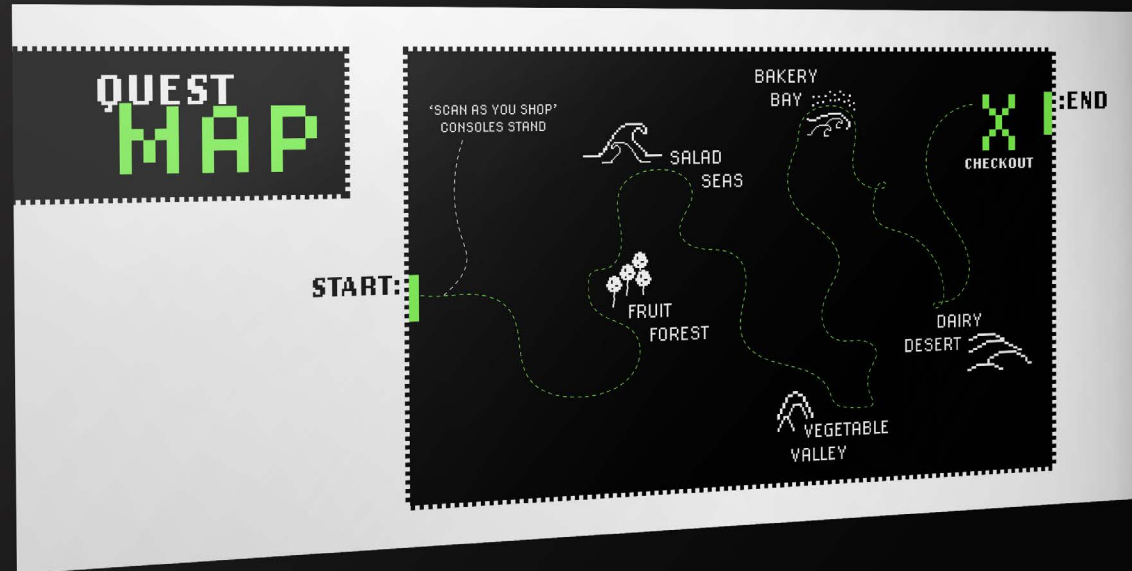 QUEST
MAP
'SCAN AS YOU SHOP'
CONSOLES STAND
SALAD
SEAS
BAKERY
BAY
:END
X
CHECKOUT
START:
FRUIT
FOREST
DAIRY
DESERT
VEGETABLE
VALLEY